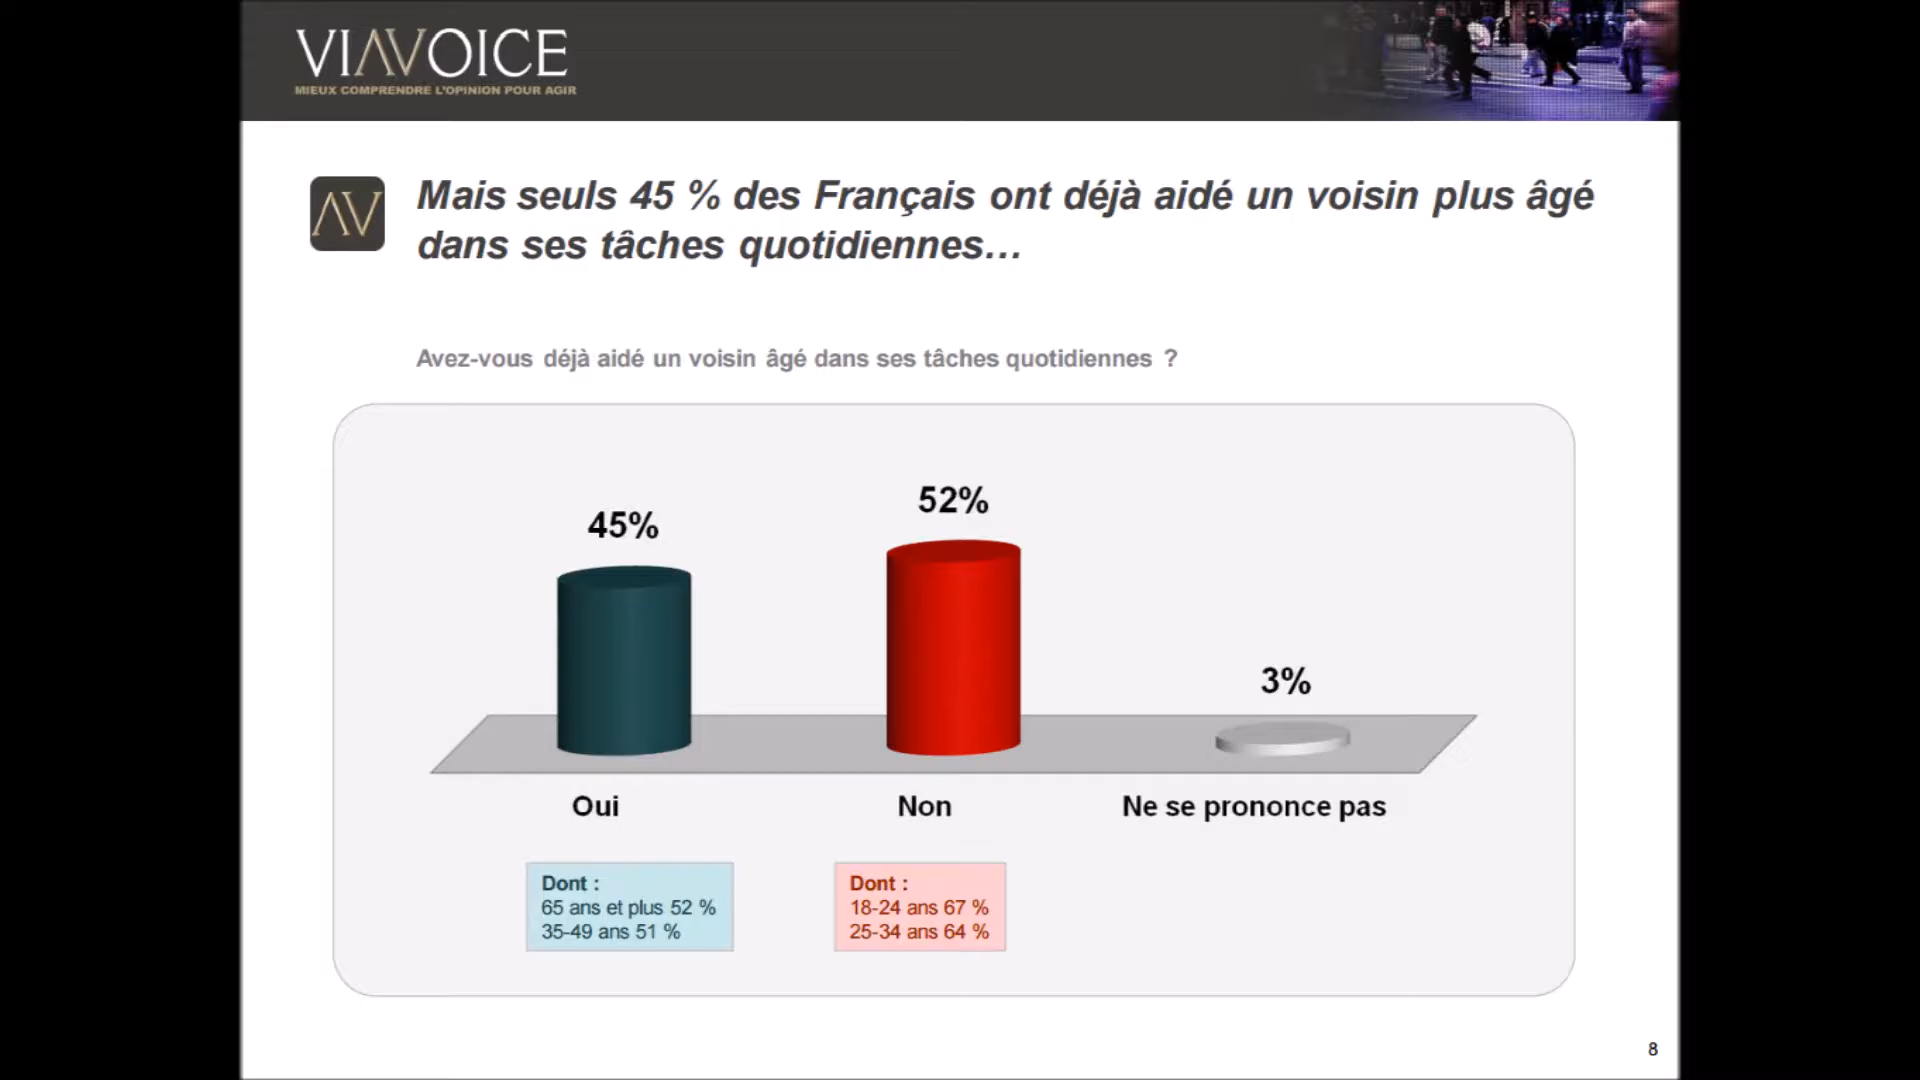 VIAVOICE
MIEUX COMPRENDRE L'OPINION POUR AGIR
AV
Mais seuls 45 % des Français ont déjà aidé un voisin plus âgé
dans ses tâches quotidiennes…
Avez-vous déjà aidé un voisin âgé dans ses tâches quotidiennes ?
45%
52%
3%
Oui
Non
Ne se prononce pas
Dont :
65 ans et plus 52 %
35-49 ans 51 %
Dont :
18-24 ans 67 %
25-34 ans 64 %
8